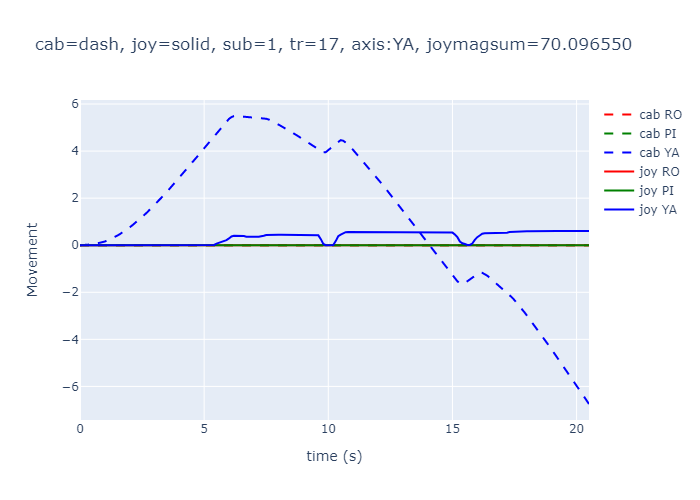 cab=dash, joy=solid, sub=1, tr=17, axis:YA, joymagsum=70.096550
cab RO
cab PI
cab YA
joy RO
joy PI
joy YA
Movement
6
4
2
0
−2
−4
−6
0 5 10 15 20
time (s)